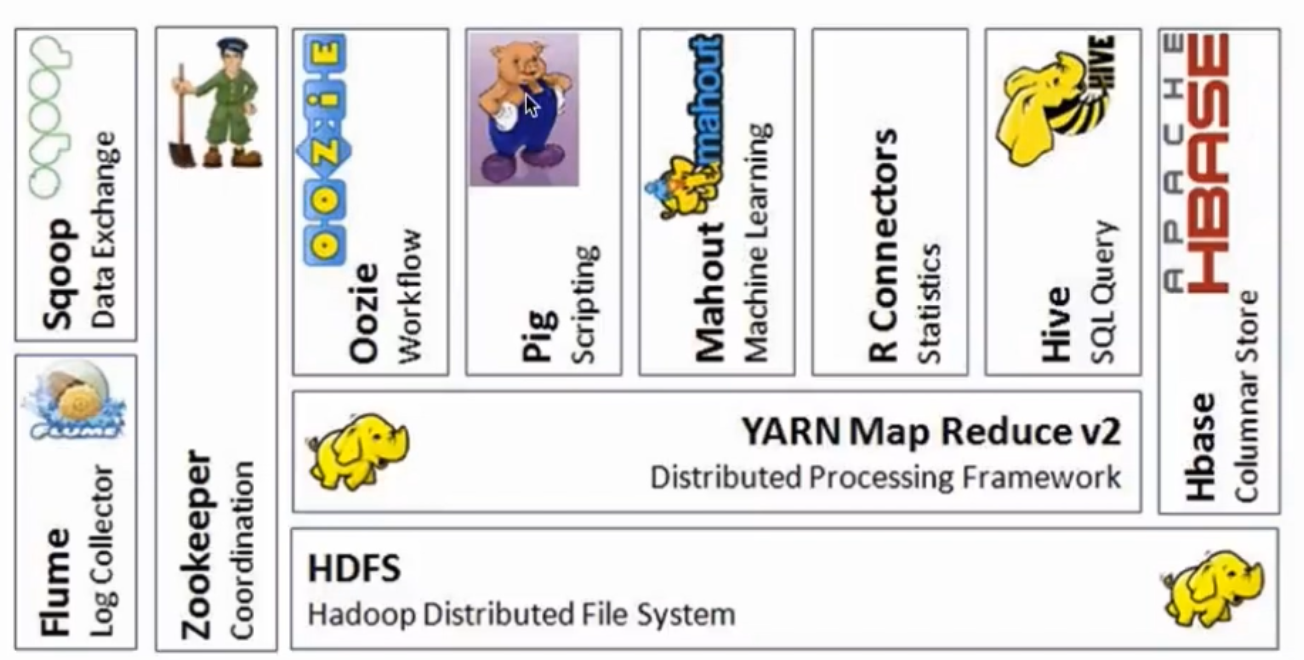 sqoop
Sqoop
Data Exchange
FLUME
Flume
Log Collector
Zookeeper
Coordination
OOZIE
Oozie
Workflow
Pig
Scripting
mahout
Mahout
Machine Learning
R Connectors
Statistics
HIVE
Hive
SQL Query
APACHE
HBASE
Hbase
Columnar Store
YARN Map Reduce v2
Distributed Processing Framework
HDFS
Hadoop Distributed File System